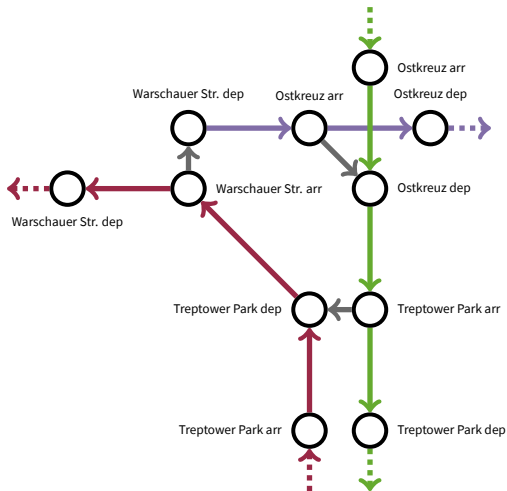 Ostkreuz arr
Warschauer Str. dep
Ostkreuz arr
Ostkreuz dep
Warschauer Str. arr
Ostkreuz dep
Warschauer Str. dep
Treptower Park dep
Treptower Park arr
Treptower Park arr
Treptower Park dep